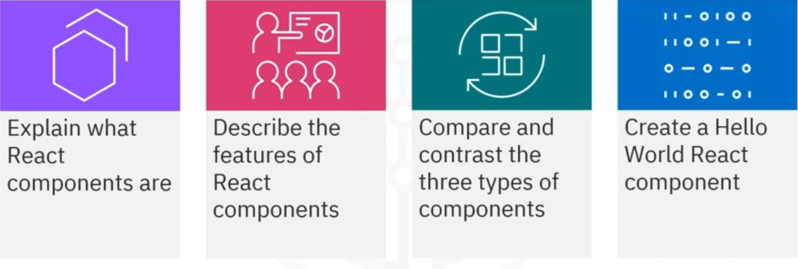 Explain what
React
components are
Describe the
features of
React
components
Compare and
contrast the
three types of
components
Create a Hello
World React
component